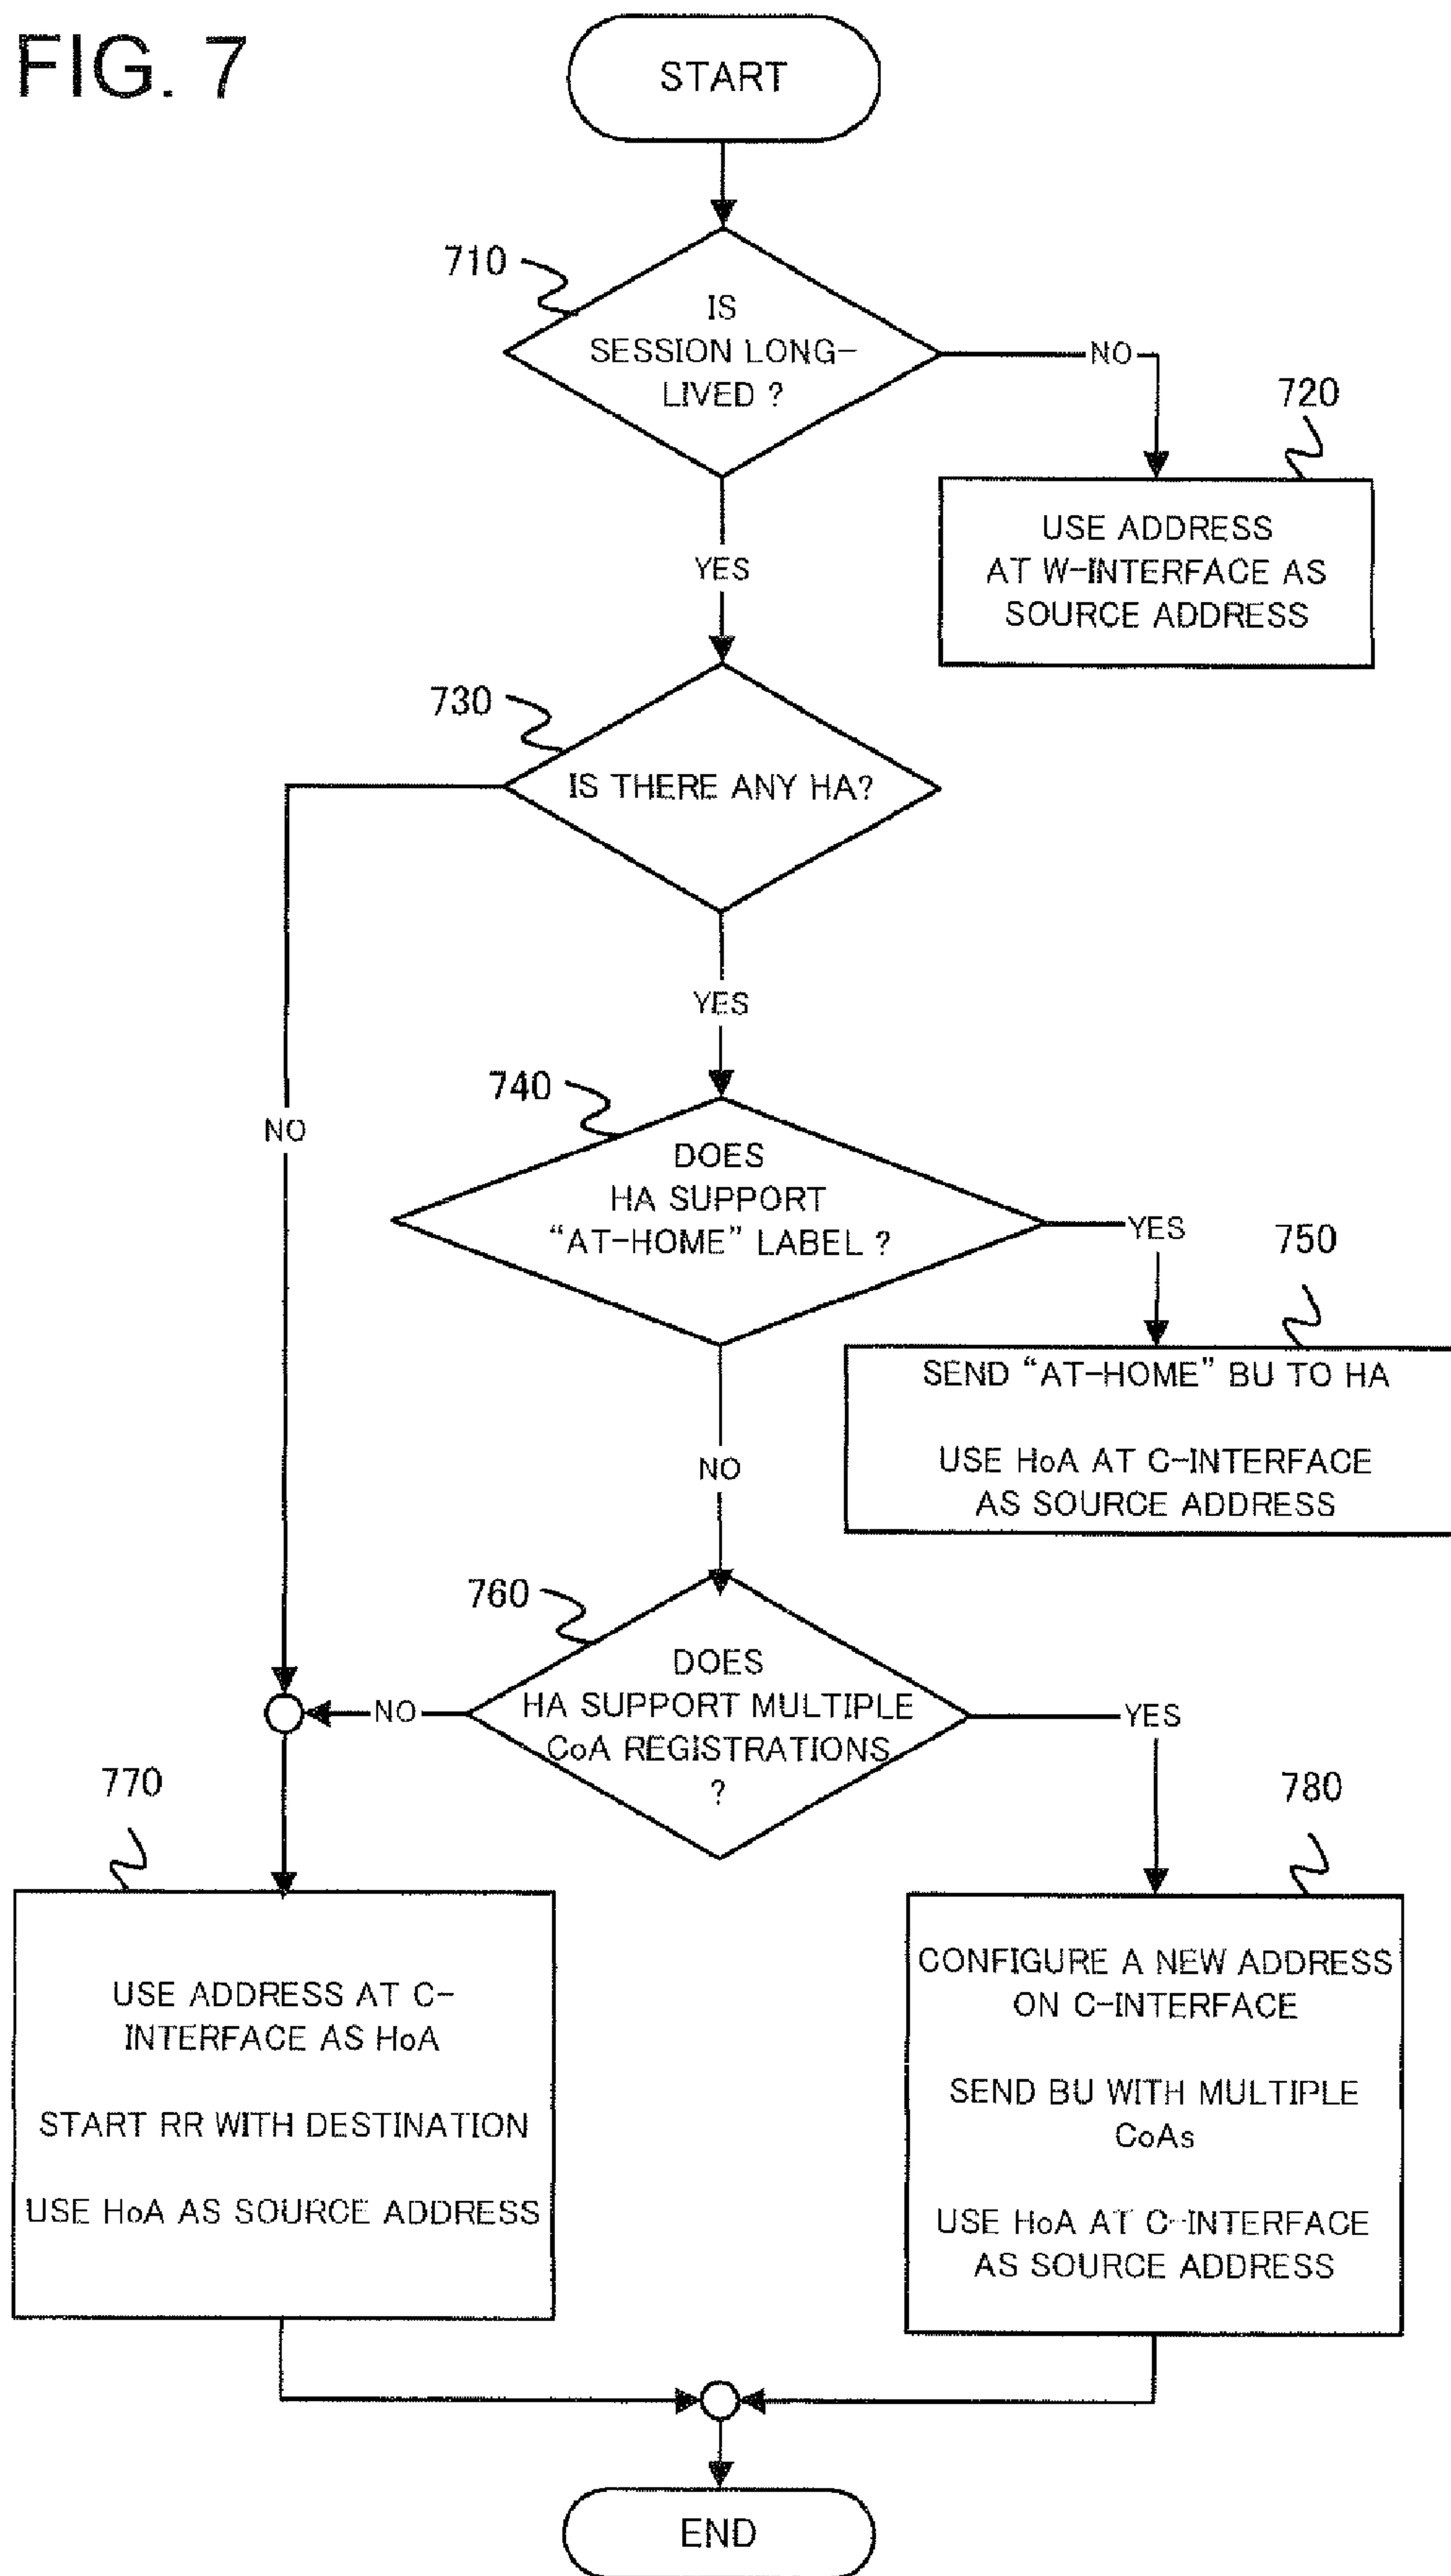 FIG. 7
START
710
IS
SESSION LONG-
LIVED ?
NO
720
USE ADDRESS
AT W-INTERFACE AS
SOURCE ADDRESS
YES
730
IS THERE ANY HA?
YES
NO
740
DOES
HA SUPPORT
“AT-HOME” LABEL ?
YES
750
SEND “AT-HOME” BU TO HA
USE HoA AT C-INTERFACE
AS SOURCE ADDRESS
NO
760
DOES
HA SUPPORT MULTIPLE
CoA REGISTRATIONS
?
NO
YES
770
USE ADDRESS AT C-
INTERFACE AS HoA
START RR WITH DESTINATION
USE HoA AS SOURCE ADDRESS
780
CONFIGURE A NEW ADDRESS
ON C-INTERFACE
SEND BU WITH MULTIPLE
CoAs
USE HoA AT C-INTERFACE
AS SOURCE ADDRESS
END